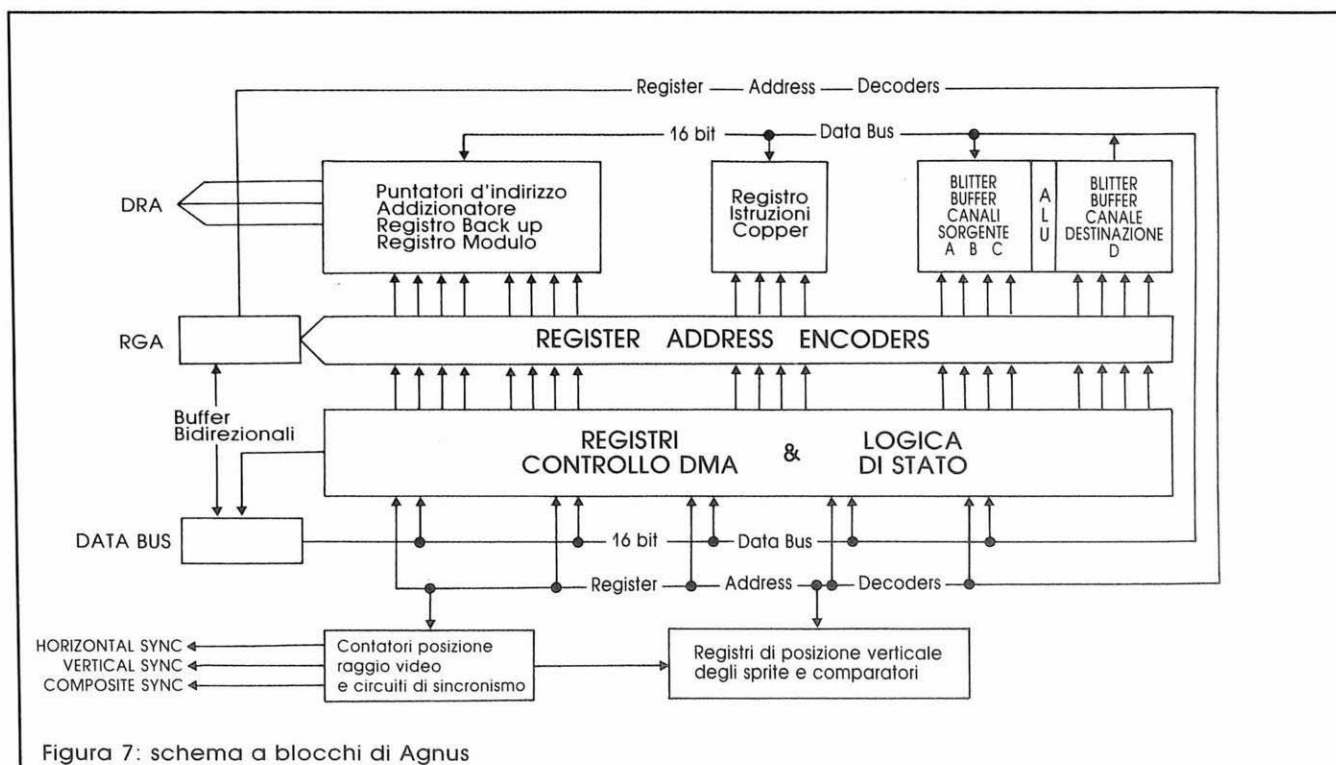 Register Address Decoders
16 bit Data Bus
DRA
Puntatori d'indirizzo
Addizionatore
Registro Back up
Registro Modulo
Registro
Istruzioni
Copper
BLITTER
BUFFER
CANALI
SORGENTE
A B C
A
L
U
BLITTER
BUFFER
CANALE
DESTINAZIONE
D
RGA
REGISTER ADDRESS ENCODERS
Buffer
Bidirezionali
REGISTRI
CONTROLLO DMA
&
LOGICA
DI STATO
DATA BUS
16 bit Data Bus
Register Address Decoders
HORIZONTAL SYNC
VERTICAL SYNC
COMPOSITE SYNC
Contatori posizione
raggio video
e circuiti di sincronismo
Registri di posizione verticale
degli sprite e comparatori
Figura 7: schema a blocchi di Agnus